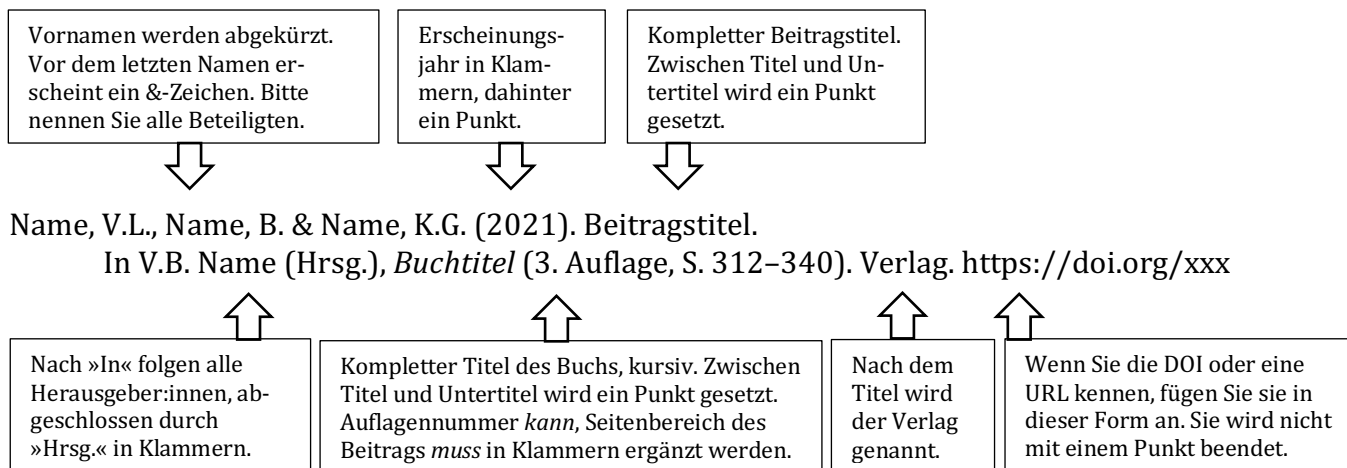 Vornamen werden abgekürzt.
Vor dem letzten Namen er-
scheint ein &-Zeichen. Bitte
nennen Sie alle Beteiligten.
Erscheinungs-
jahr in Klam-
mern, dahinter
ein Punkt.
Kompletter Beitragstitel.
Zwischen Titel und Un-
tertitel wird ein Punkt
gesetzt.
Name, V.L., Name, B. & Name, K.G. (2021). Beitragstitel.
In V.B. Name (Hrsg.), Buchtitel (3. Auflage, S. 312–340). Verlag. https://doi.org/xxx
Nach »In« folgen alle
Herausgeber:innen, ab-
geschlossen durch
»Hrsg.« in Klammern.
Kompletter Titel des Buchs, kursiv. Zwischen
Titel und Untertitel wird ein Punkt gesetzt.
Auflagennummer kann, Seitenbereich des
Beitrags muss in Klammern ergänzt werden.
Nach dem
Titel wird
der Verlag
genannt.
Wenn Sie die DOI oder eine
URL kennen, fügen Sie sie in
dieser Form an. Sie wird nicht
mit einem Punkt beendet.